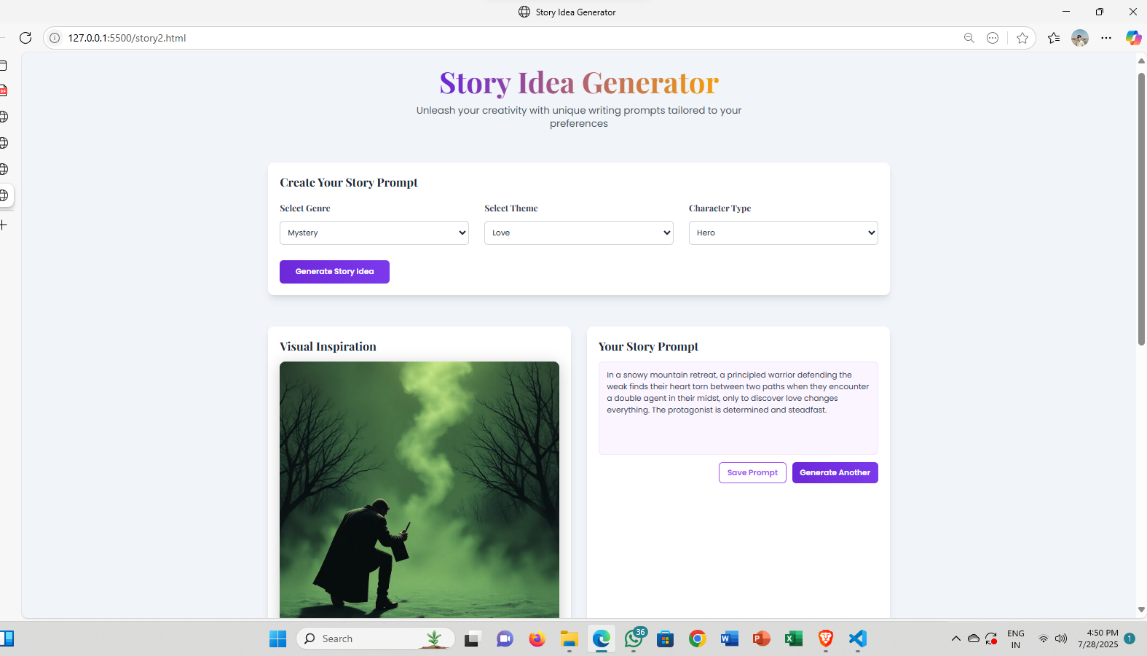 Story Idea Generator
127.0.0.1:5500/story2.html
Story Idea Generator
Unleash your creativity with unique writing prompts tailored to your
preferences
Create Your Story Prompt
Select Genre
Select Theme
Character Type
Mystery
Love
Hero
Generate Story Idea
Visual Inspiration
Your Story Prompt
In a snowy mountain retreat, a principled warrior defending the
weak finds their heart torn between two paths when they encounter
a double agent in their midst, only to discover love changes
everything. The protagonist is determined and steadfast.
Save Prompt
Generate Another
Search
36
ENG
IN
4:50 PM
7/28/2025
1